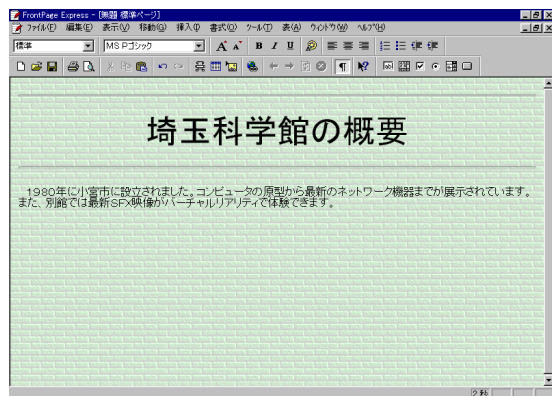 FrontPage Express - [無題 標準ページ]
ファイル(F) 編集(E) 表示(V) 移動(G) 挿入(I) 書式(O) ツール(T) 表(A) ウィンドウ(W) ヘルプ(H)
標準 MS Pゴシック A A B I U
埼玉科学館の概要
1980年に小宮市に設立されました。コンピュータの原型から最新のネットワーク機器までが展示されています。
また、別館では最新SFX映像がバーチャルリアリティで体験できます。
2 秒